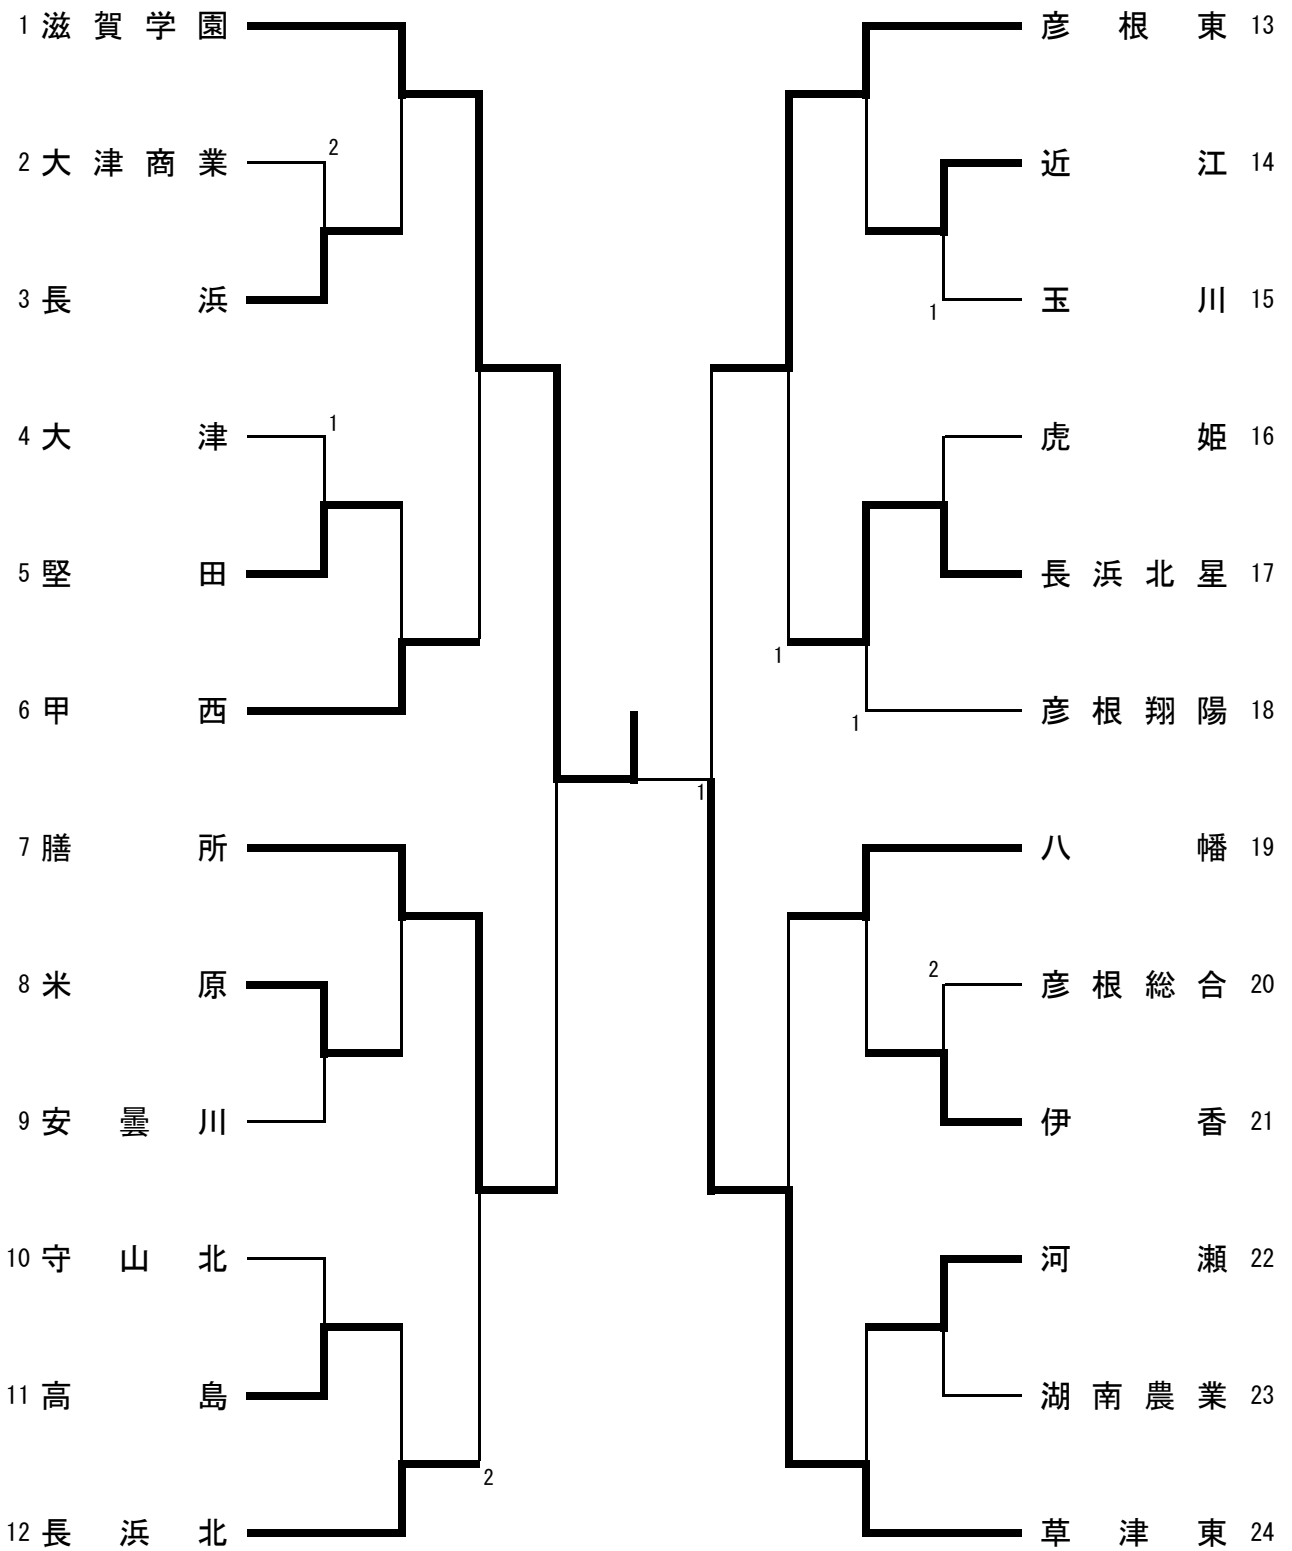 1 滋賀学園
2 大津商業
2
3 長浜
4 大津
1
5 堅田
6 甲西
7 膳所
8 米原
9 安曇川
10 守山北
11 高島
2
12 長浜北
1
彦根東 13
近江 14
玉川 15
1
虎姫 16
長浜北星 17
1
彦根翔陽 18
1
八幡 19
2
彦根総合 20
伊香 21
河瀬 22
湖南農業 23
草津東 24